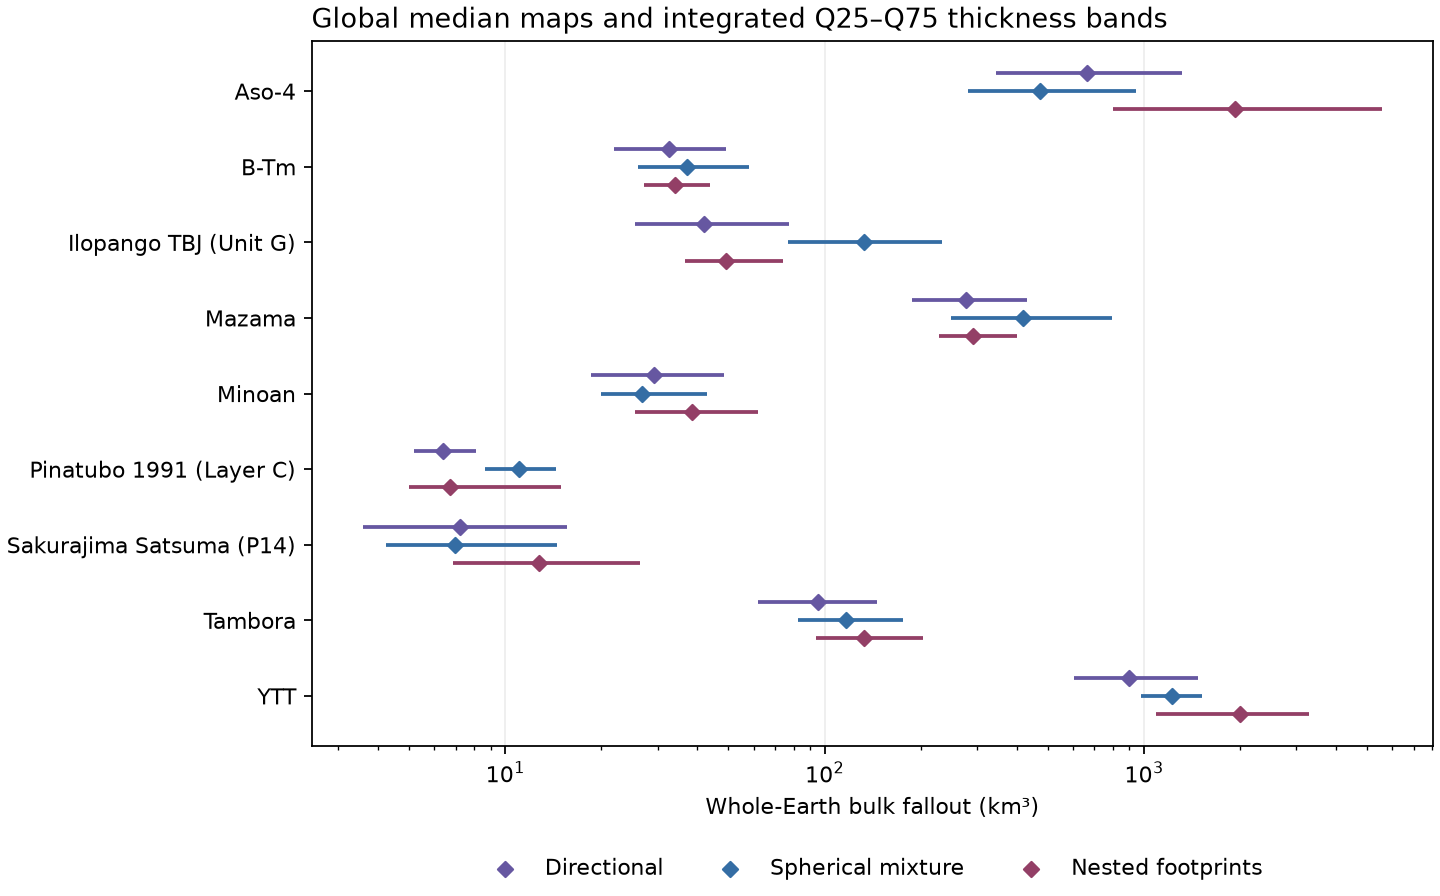 Global median maps and integrated Q25–Q75 thickness bands
Aso-4
B-Tm
Ilopango TBJ (Unit G)
Mazama
Minoan
Pinatubo 1991 (Layer C)
Sakurajima Satsuma (P14)
Tambora
YTT
10¹ 10² 10³
Whole-Earth bulk fallout (km³)
Directional Spherical mixture Nested footprints